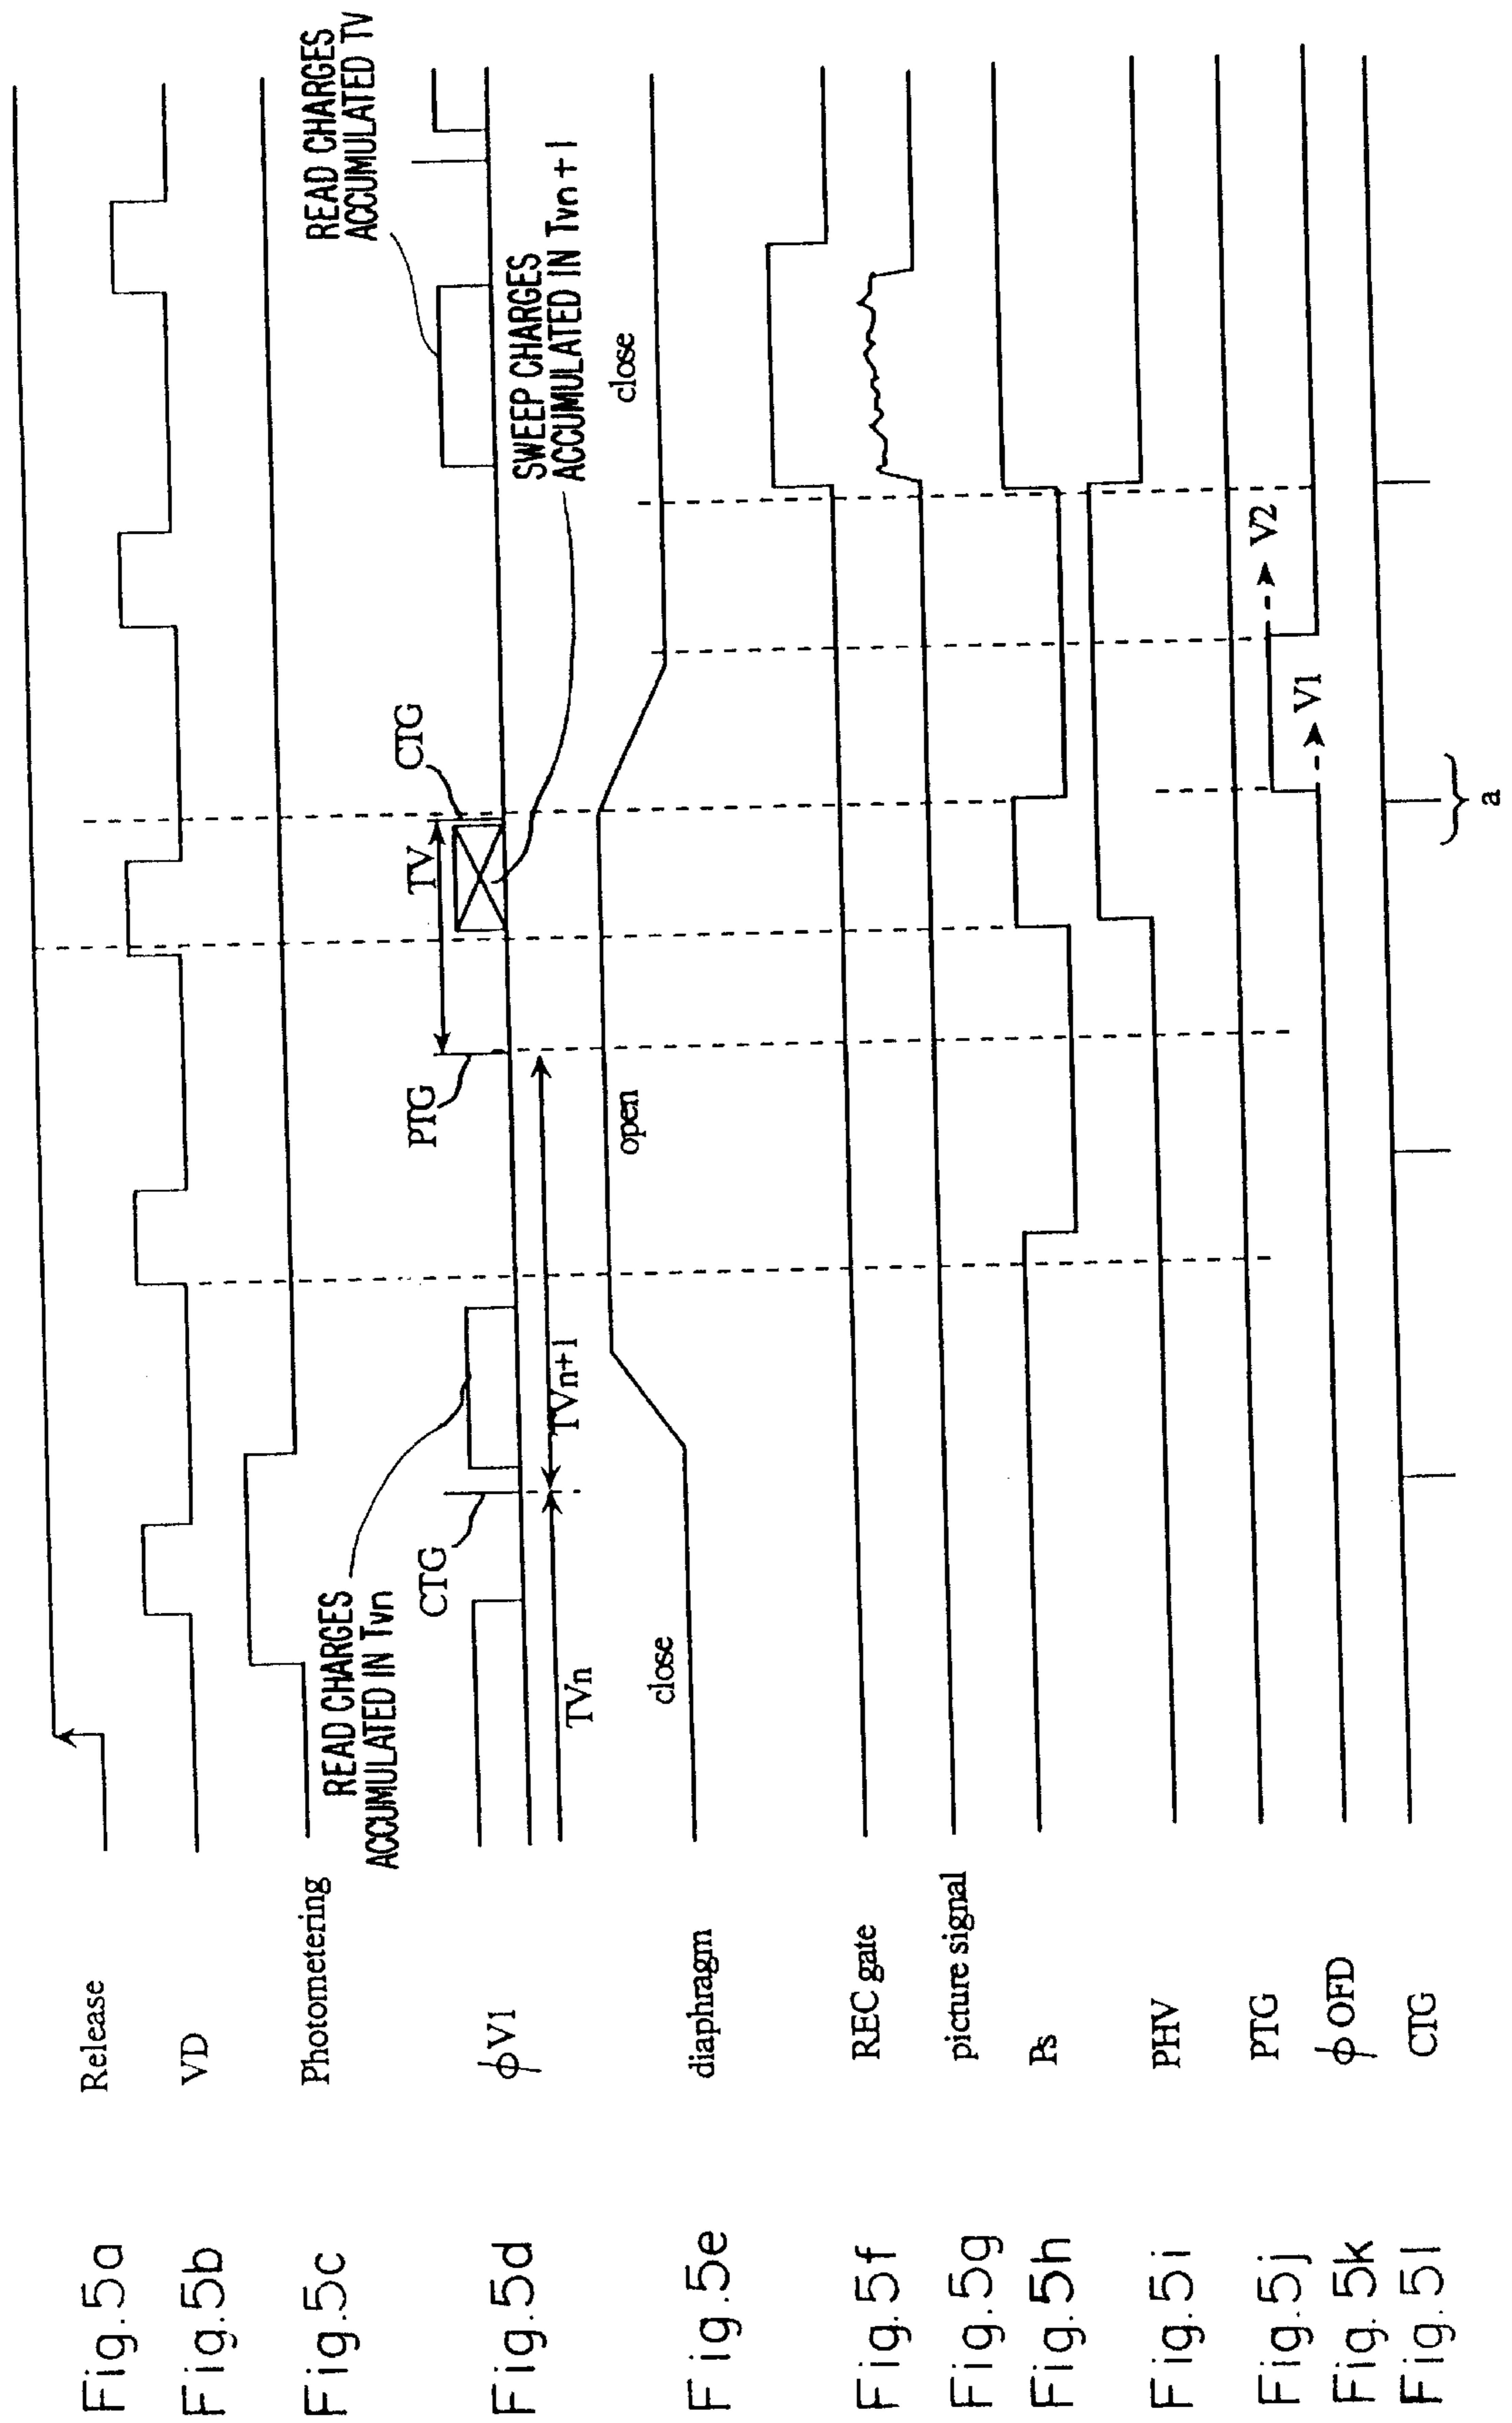 Fig.5a
Release
Fig.5b
VD
Fig.5c
Photometering
Fig.5d
ϕV1
READ CHARGES
ACCUMULATED IN Tvn
CTG
TVn
TVn+1
PTG
TV
CTG
SWEEP CHARGES
ACCUMULATED IN Tvn+1
READ CHARGES
ACCUMULATED TV
Fig.5e
diaphragm
close
open
close
Fig.5f
REC gate
Fig.5g
picture signal
Fig.5h
Ps
Fig.5i
PHV
Fig.5j
PTG
Fig.5k
ϕ OFD
V1
V2
Fig.5l
CTG
a